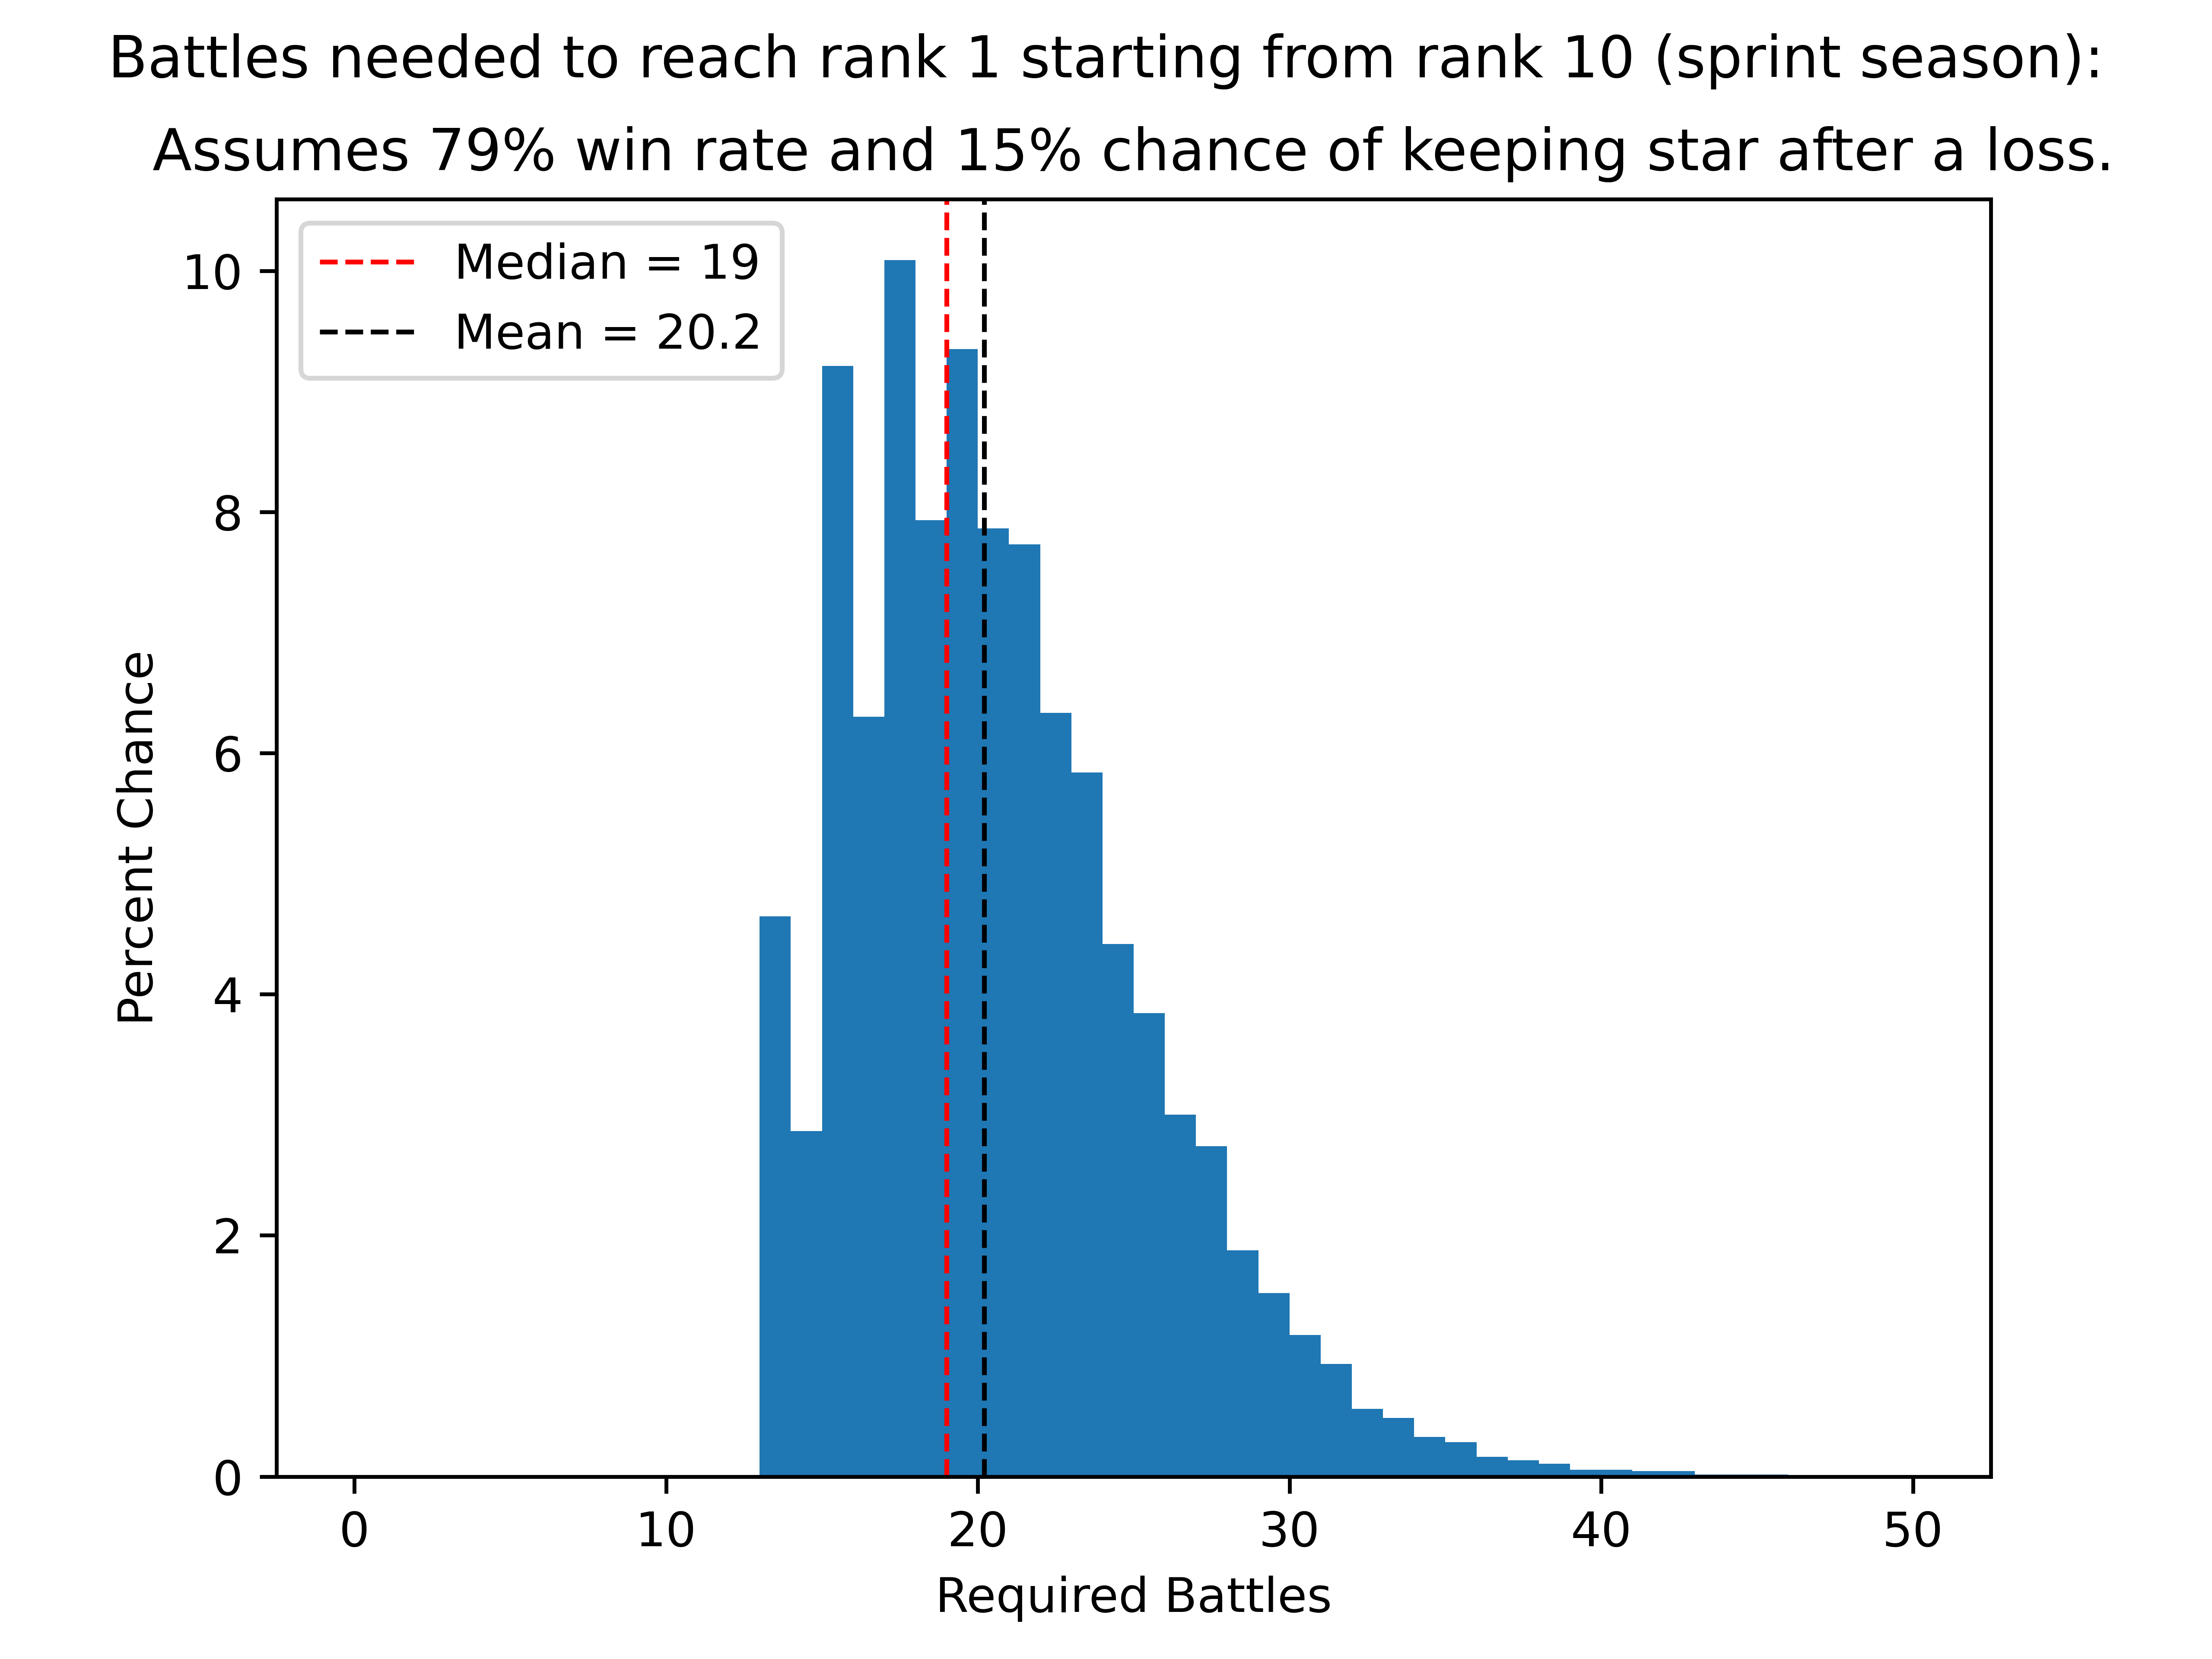 Battles needed to reach rank 1 starting from rank 10 (sprint season):
Assumes 79% win rate and 15% chance of keeping star after a loss.
Median = 19
Mean = 20.2
10
8
6
4
2
0
Percent Chance
0 10 20 30 40 50
Required Battles